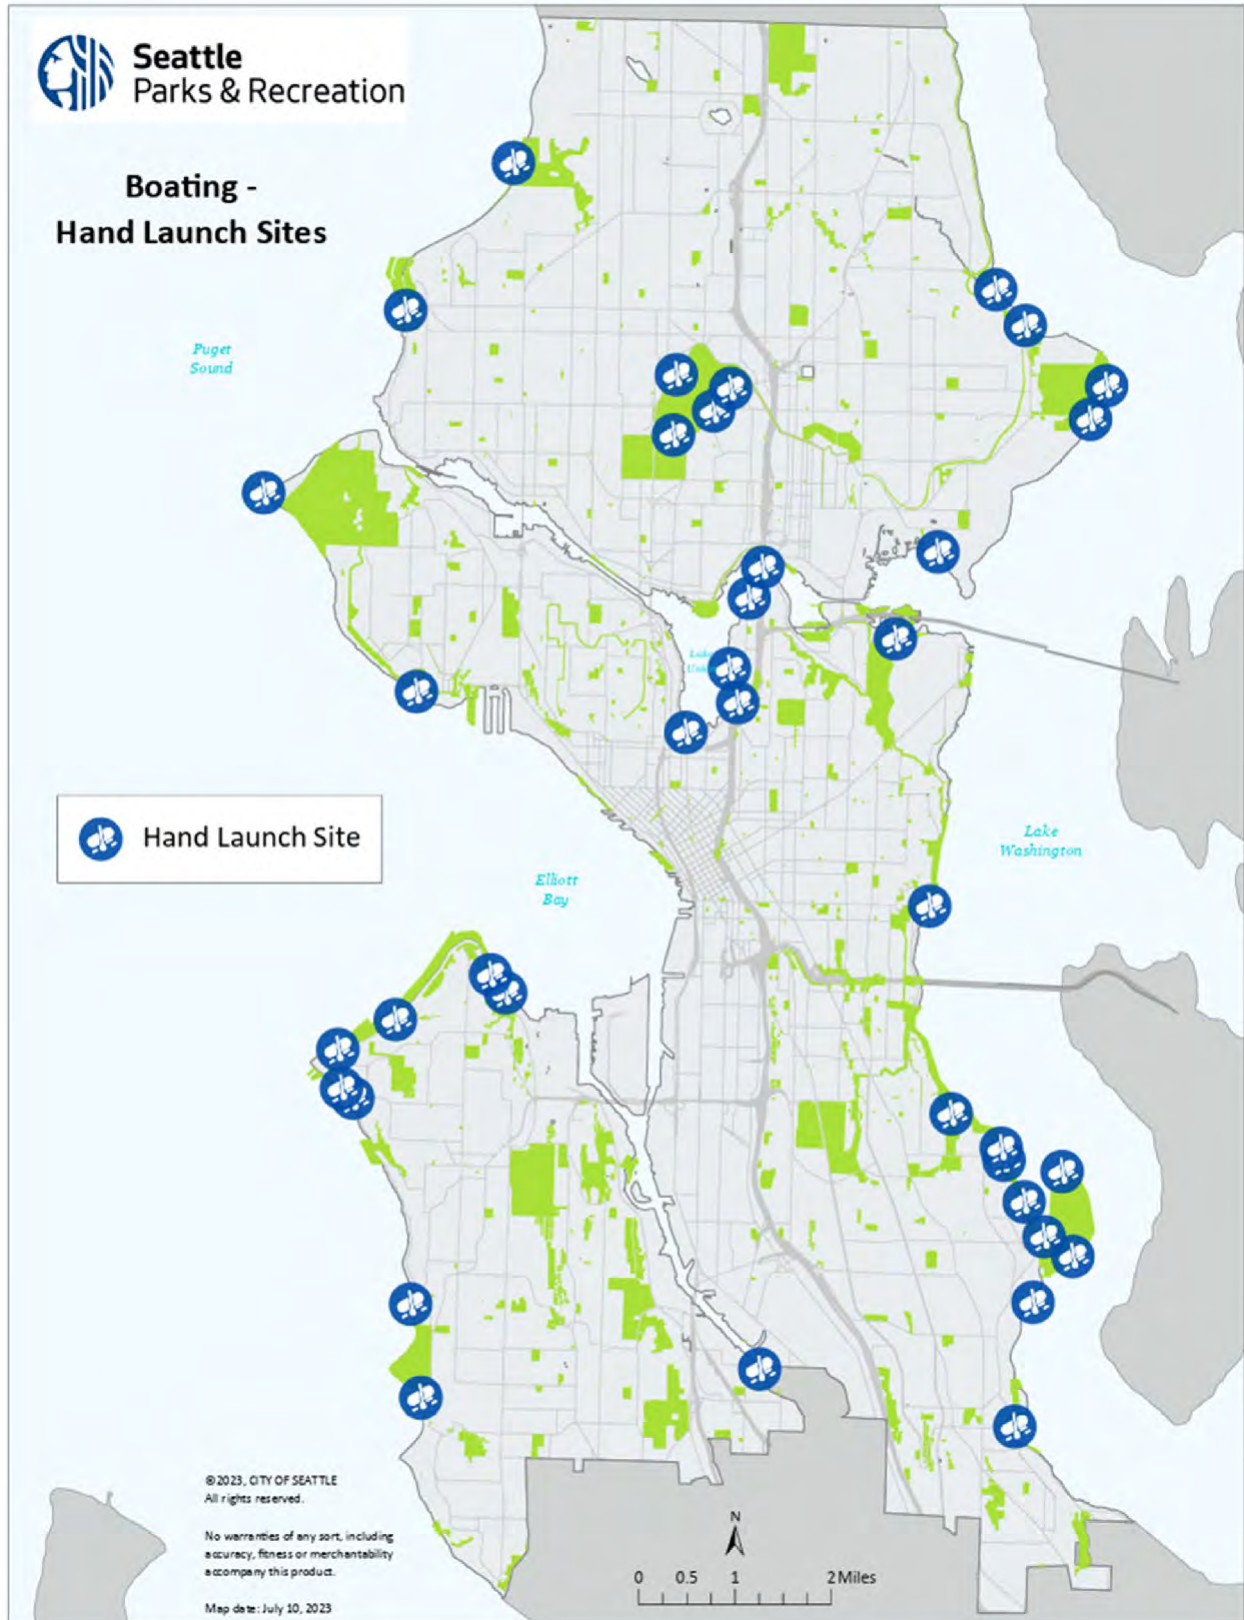 Seattle
Parks & Recreation
Boating -
Hand Launch Sites
Puget
Sound
Lake
Hand Launch Site
Lake
Washington
Elliott
Bay
©2023, CITY OF SEATTLE
All rights reserved.
No warranties of any sort, including
accuracy, fitness or merchantability
accompany this product.
Map date: July 10, 2023
N
0 0.5 1 2 Miles